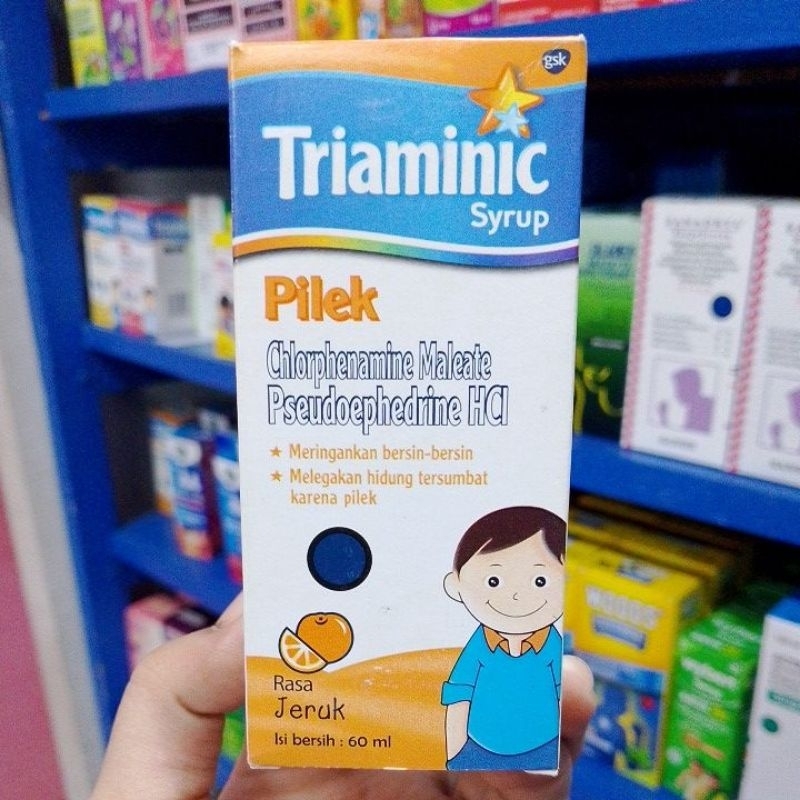 gsk
Triaminic
Syrup
Pilek
Chlorphenamine Maleate
Pseudoephedrine HCl
Meringankan bersin-bersin
Melegakan hidung tersumbat
karena pilek
Rasa
Jeruk
Isi bersih : 60 ml
WOODS'